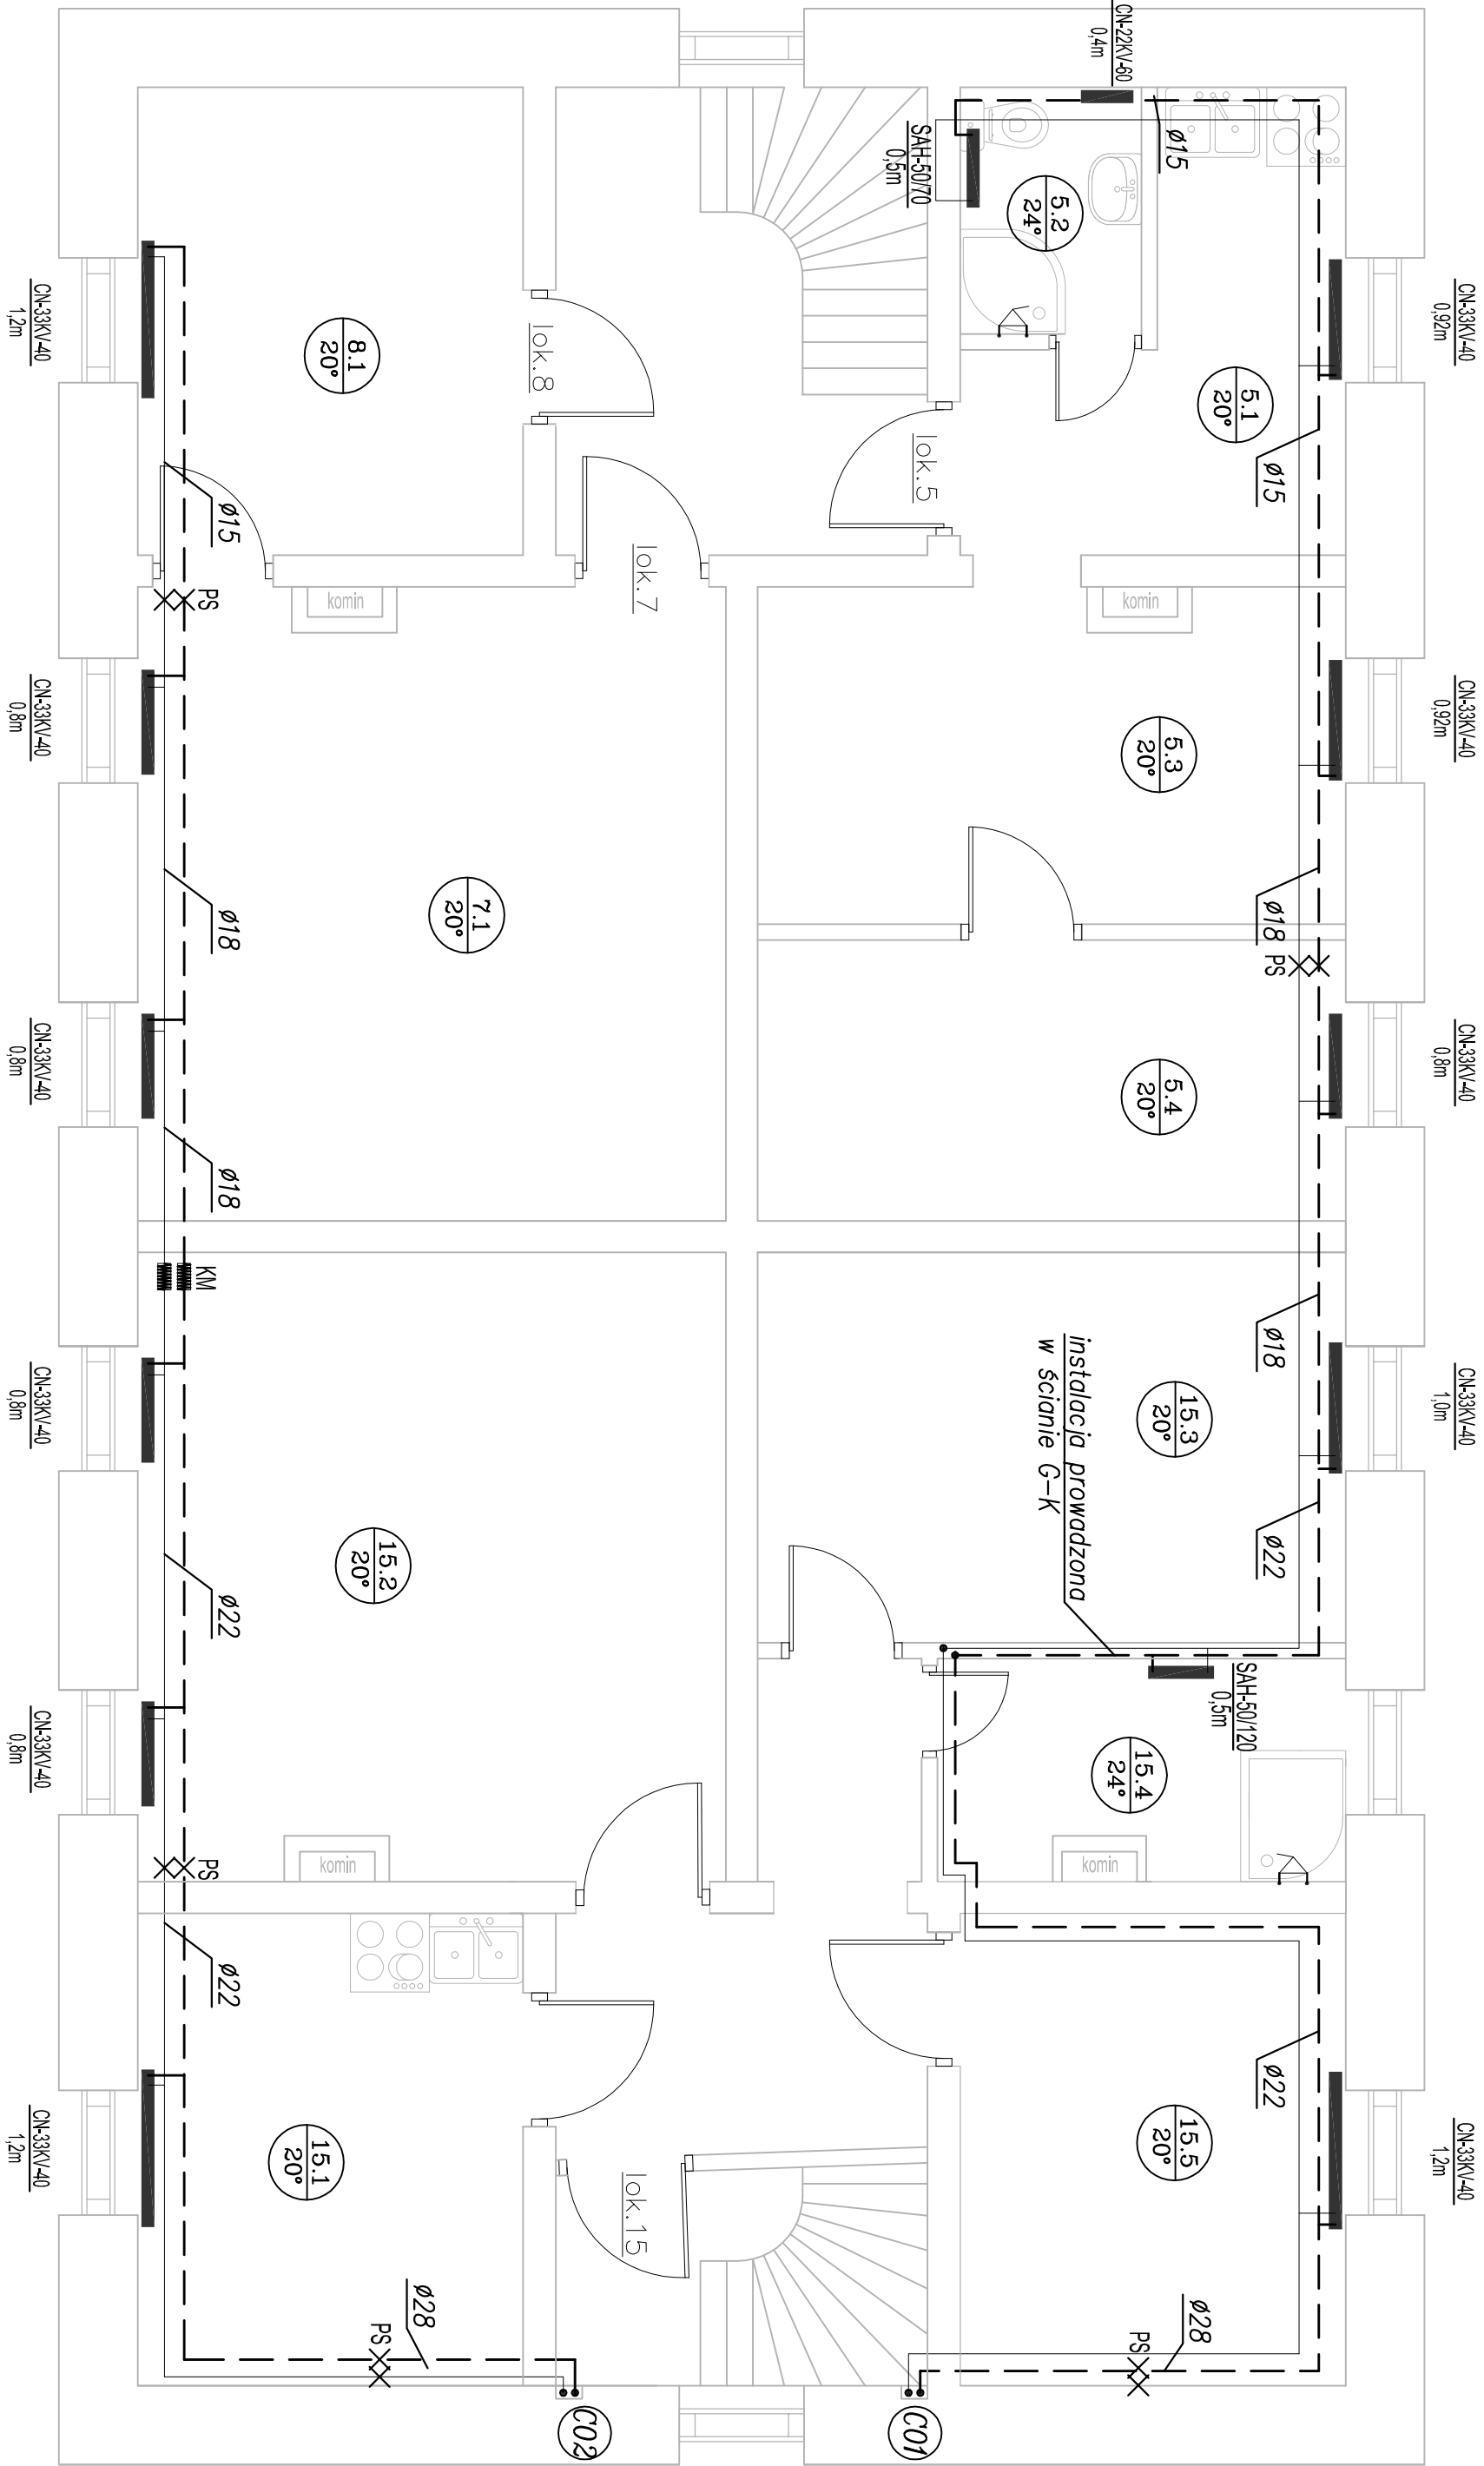 CN-22KV-60
0,4m
ø15
SAH-50/70
0,5m
5.2
24°
CN-33KV-40
0,92m
5.1
20°
ø15
lok.5
lok.8
8.1
20°
CN-33KV-40
1,2m
ø15
PS
komin
lok.7
komin
CN-33KV-40
0,92m
5.3
20°
CN-33KV-40
0,8m
ø18
PS
7.1
20°
ø18
CN-33KV-40
0,8m
5.4
20°
CN-33KV-40
0,8m
ø18
KM
ø18
instalacja prowadzona
w ścianie G-K
15.3
20°
CN-33KV-40
1,0m
CN-33KV-40
0,8m
15.2
20°
ø22
ø22
SAH-50/120
0,5m
15.4
24°
komin
CN-33KV-40
0,8m
komin
PS
ø22
ø22
15.5
20°
CN-33KV-40
1,2m
15.1
20°
CN-33KV-40
1,2m
lok.15
ø28
PS
ø28
PS
CO2
CO1